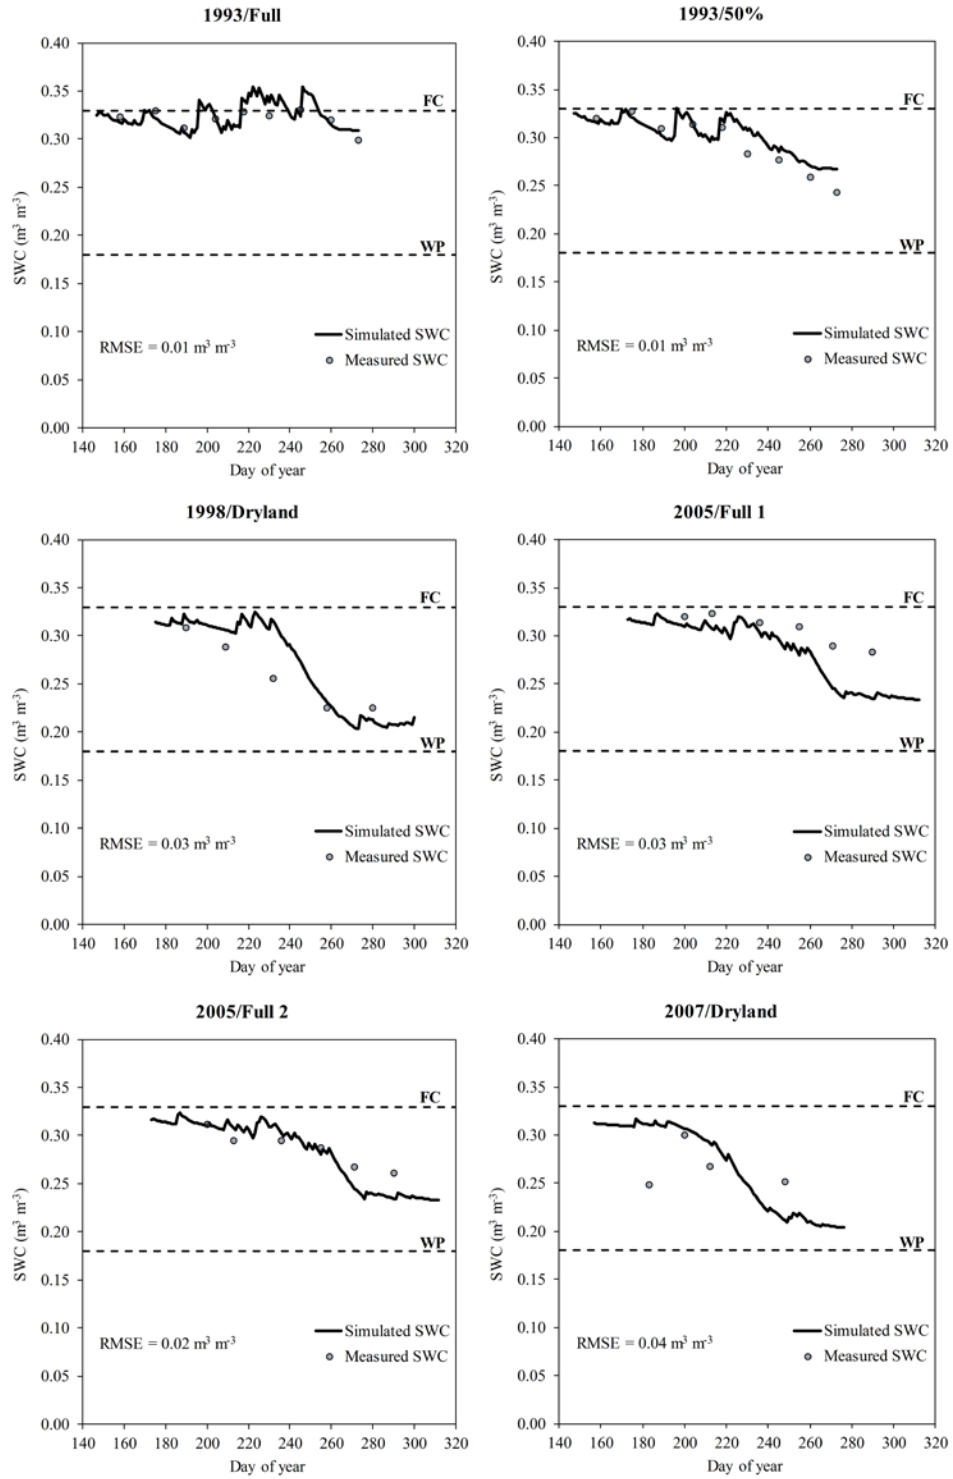 1993/Full
0.40
0.35
0.30
0.25
0.20
0.15
0.10
0.05
0.00
SWC (m³ m⁻³)
FC
WP
RMSE = 0.01 m³ m⁻³
Simulated SWC
Measured SWC
140 160 180 200 220 240 260 280 300 320
Day of year
1993/50%
0.40
0.35
0.30
0.25
0.20
0.15
0.10
0.05
0.00
SWC (m³ m⁻³)
FC
WP
RMSE = 0.01 m³ m⁻³
Simulated SWC
Measured SWC
140 160 180 200 220 240 260 280 300 320
Day of year
1998/Dryland
0.40
0.35
0.30
0.25
0.20
0.15
0.10
0.05
0.00
SWC (m³ m⁻³)
FC
WP
RMSE = 0.03 m³ m⁻³
Simulated SWC
Measured SWC
140 160 180 200 220 240 260 280 300 320
Day of year
2005/Full 1
0.40
0.35
0.30
0.25
0.20
0.15
0.10
0.05
0.00
SWC (m³ m⁻³)
FC
WP
RMSE = 0.03 m³ m⁻³
Simulated SWC
Measured SWC
140 160 180 200 220 240 260 280 300 320
Day of year
2005/Full 2
0.40
0.35
0.30
0.25
0.20
0.15
0.10
0.05
0.00
SWC (m³ m⁻³)
FC
WP
RMSE = 0.02 m³ m⁻³
Simulated SWC
Measured SWC
140 160 180 200 220 240 260 280 300 320
Day of year
2007/Dryland
0.40
0.35
0.30
0.25
0.20
0.15
0.10
0.05
0.00
SWC (m³ m⁻³)
FC
WP
RMSE = 0.04 m³ m⁻³
Simulated SWC
Measured SWC
140 160 180 200 220 240 260 280 300 320
Day of year